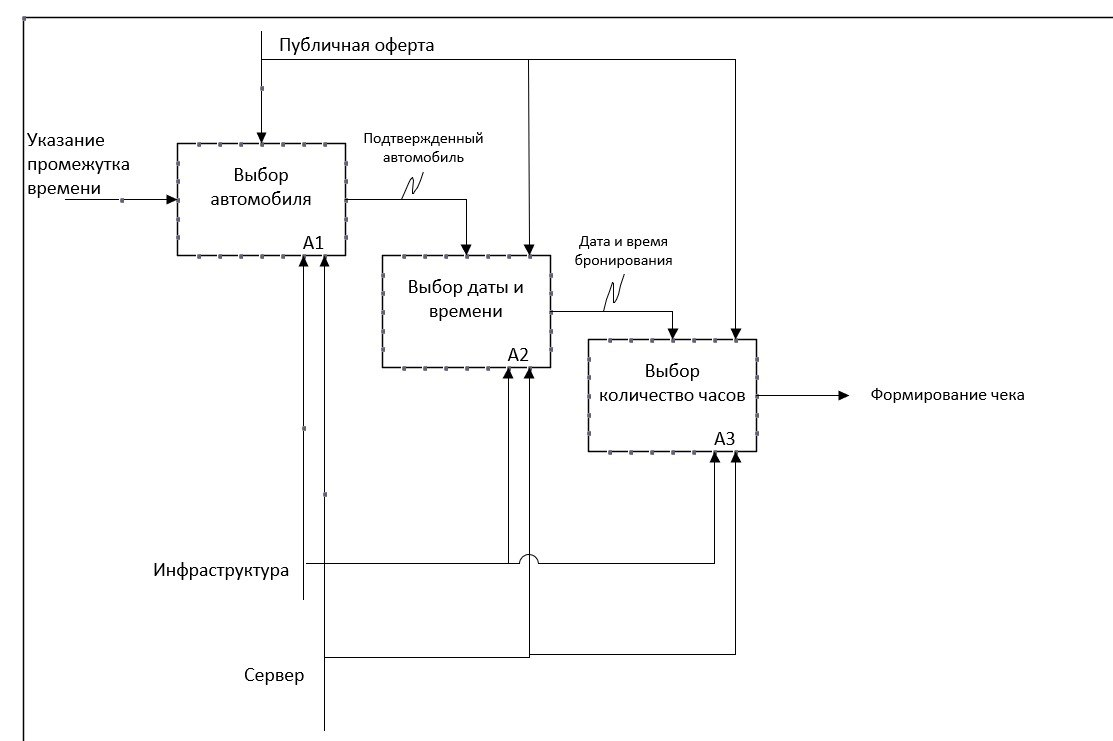 Публичная оферта
Указание
промежутка
времени
Выбор
автомобиля
A1
Подтвержденный
автомобиль
Выбор даты и
времени
A2
Дата и время
бронирования
Выбор
количество часов
A3
Формирование чека
Инфраструктура
Сервер